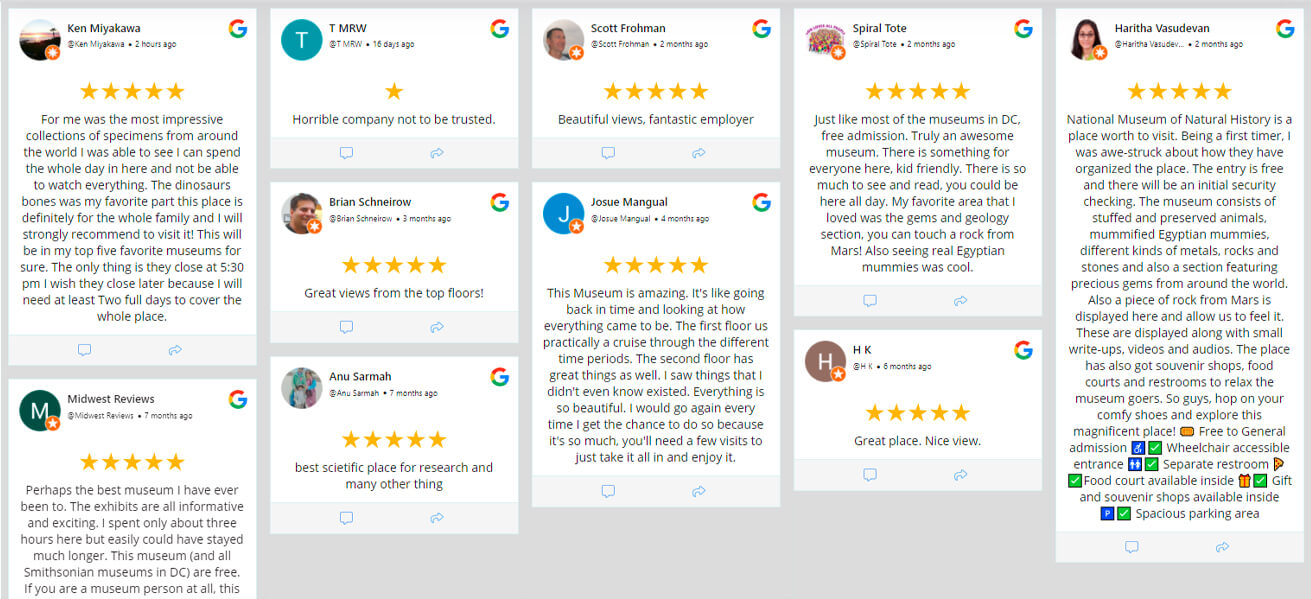 Ken Miyakawa
@Ken Miyakawa • 2 hours ago
For me was the most impressive
collections of specimens from around
the world I was able to see I can spend
the whole day in here and not be able
to watch everything. The dinosaurs
bones was my favorite part this place is
definitely for the whole family and I will
strongly recommend to visit it! This will
be in my top five favorite museums for
sure. The only thing is they close at 5:30
pm I wish they close later because I will
need at least Two full days to cover the
whole place.
Midwest Reviews
@Midwest Reviews • 7 months ago
Perhaps the best museum I have ever
been to. The exhibits are all informative
and exciting. I spent only about three
hours here but easily could have stayed
much longer. This museum (and all
Smithsonian museums in DC) are free.
If you are a museum person at all, this
T MRW
@T MRW • 16 days ago
Horrible company not to be trusted.
Brian Schneirow
@Brian Schneirow • 3 months ago
Great views from the top floors!
Anu Sarmah
@Anu Sarmah • 7 months ago
best scietific place for research and
many other thing
Scott Frohman
@Scott Frohman • 2 months ago
Beautiful views, fantastic employer
Josue Mangual
@Josue Mangual • 4 months ago
This Museum is amazing. It's like going
back in time and looking at how
everything came to be. The first floor us
practically a cruise through the different
time periods. The second floor has
great things as well. I saw things that I
didn't even know existed. Everything is
so beautiful. I would go again every
time I get the chance to do so because
it's so much, you'll need a few visits to
just take it all in and enjoy it.
Spiral Tote
@Spiral Tote • 2 months ago
Just like most of the museums in DC,
free admission. Truly an awesome
museum. There is something for
everyone here, kid friendly. There is so
much to see and read, you could be
here all day. My favorite area that I
loved was the gems and geology
section, you can touch a rock from
Mars! Also seeing real Egyptian
mummies was cool.
H K
@H K • 6 months ago
Great place. Nice view.
Haritha Vasudevan
@Haritha Vasudev... • 2 months ago
National Museum of Natural History is a
place worth to visit. Being a first timer, I
was awe-struck about how they have
organized the place. The entry is free
and there will be an initial security
checking. The museum consists of
stuffed and preserved animals,
mummified Egyptian mummies,
different kinds of metals, rocks and
stones and also a section featuring
precious gems from around the world.
Also a piece of rock from Mars is
displayed here and allow us to feel it.
These are displayed along with small
write-ups, videos and audios. The place
has also got souvenir shops, food
courts and restrooms to relax the
museum goers. So guys, hop on your
comfy shoes and explore this
magnificent place! 🎟 Free to General
admission ♿✅ Wheelchair accessible
entrance 🚻✅ Separate restroom 🍕
✅Food court available inside 🎁✅ Gift
and souvenir shops available inside
🅿✅ Spacious parking area